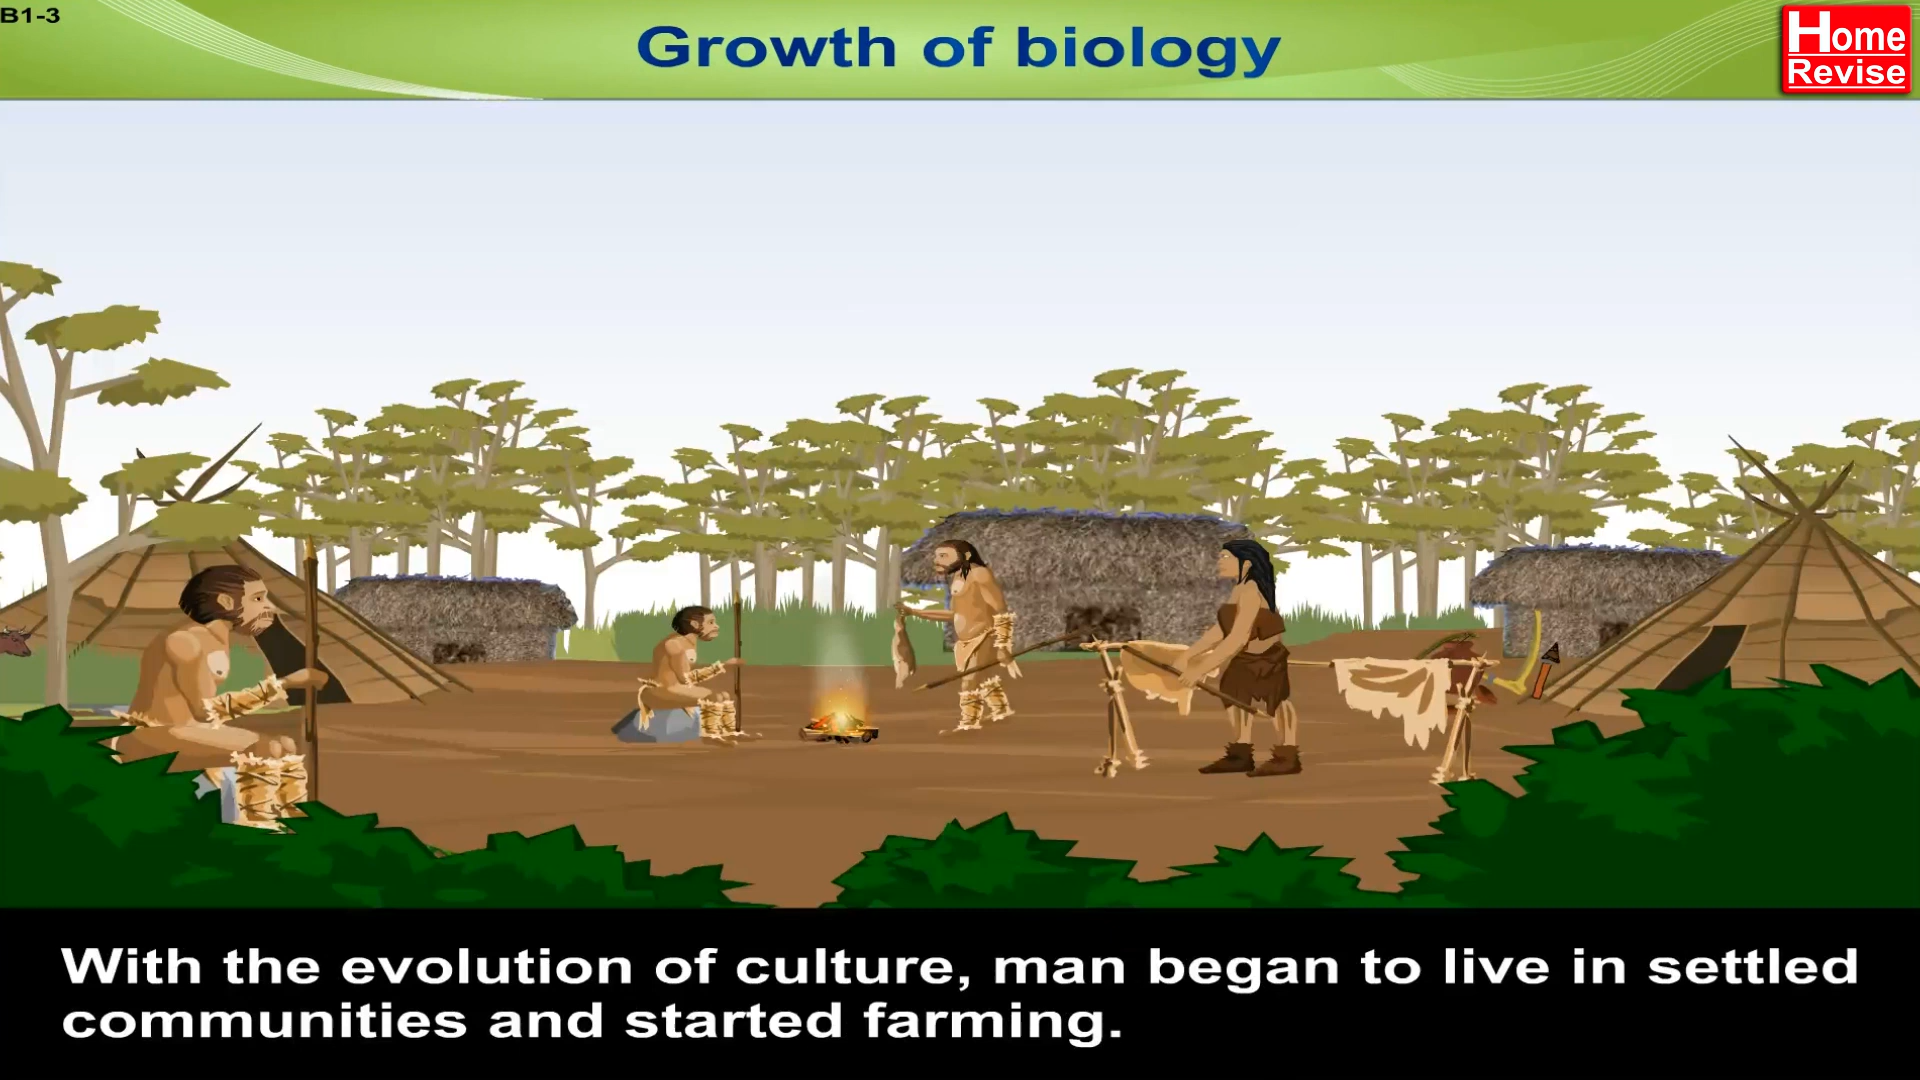 B1-3
Growth of biology
Home
Revise
With the evolution of culture, man began to live in settled
communities and started farming.